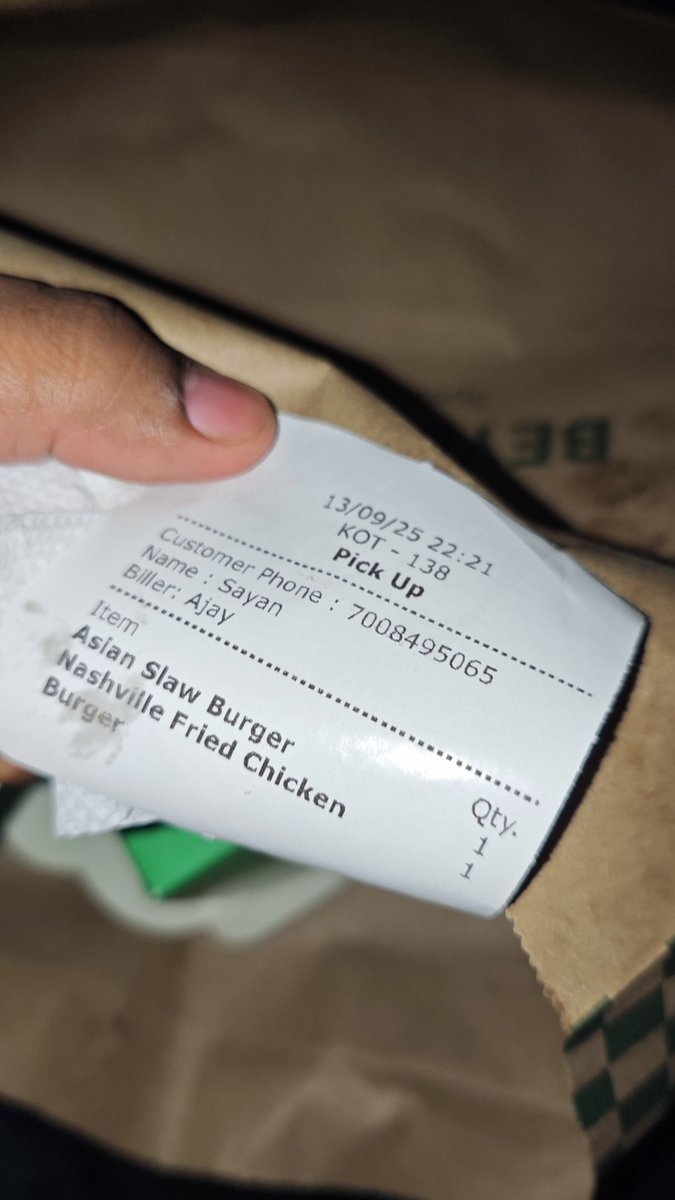 13/09/25 22:21
KOT - 138
Pick Up
Customer Phone : 7008495065
Name : Sayan
Biller: Ajay
Item Qty.
Asian Slaw Burger 1
Nashville Fried Chicken 1
Burger